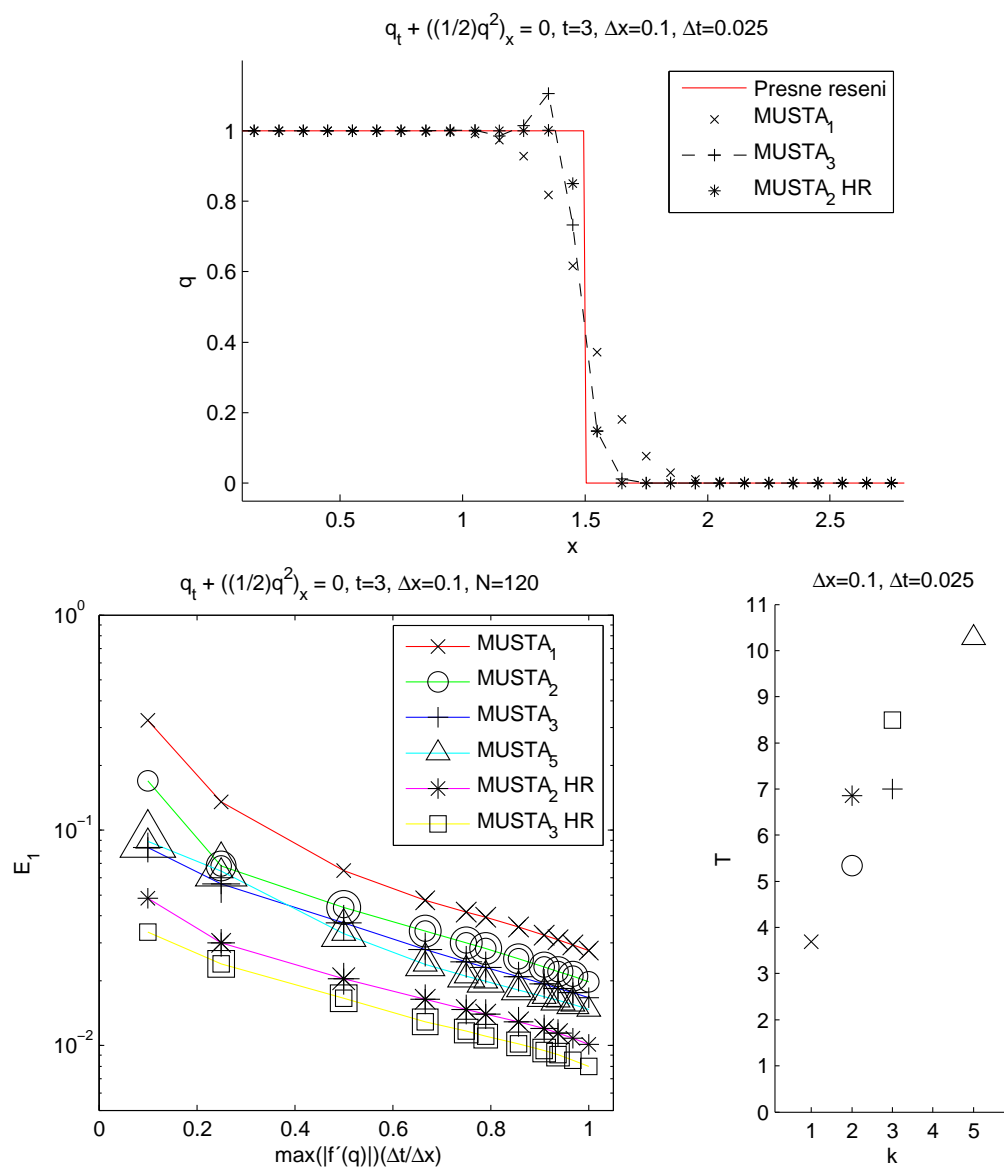 q_t + ((1/2)q^2)_x = 0, t=3, Δx=0.1, Δt=0.025
Presne reseni
MUSTA_1
MUSTA_3
MUSTA_2 HR
1
0.8
0.6
0.4
0.2
0
q
0.5
1
1.5
2
2.5
x
q_t + ((1/2)q^2)_x = 0, t=3, Δx=0.1, N=120
MUSTA_1
MUSTA_2
MUSTA_3
MUSTA_5
MUSTA_2 HR
MUSTA_3 HR
10^0
10^-1
10^-2
E_1
0
0.2
0.4
0.6
0.8
1
max(|f´(q)|)(Δt/Δx)
Δx=0.1, Δt=0.025
11
10
9
8
7
6
5
4
3
2
1
0
T
1
2
3
4
5
k